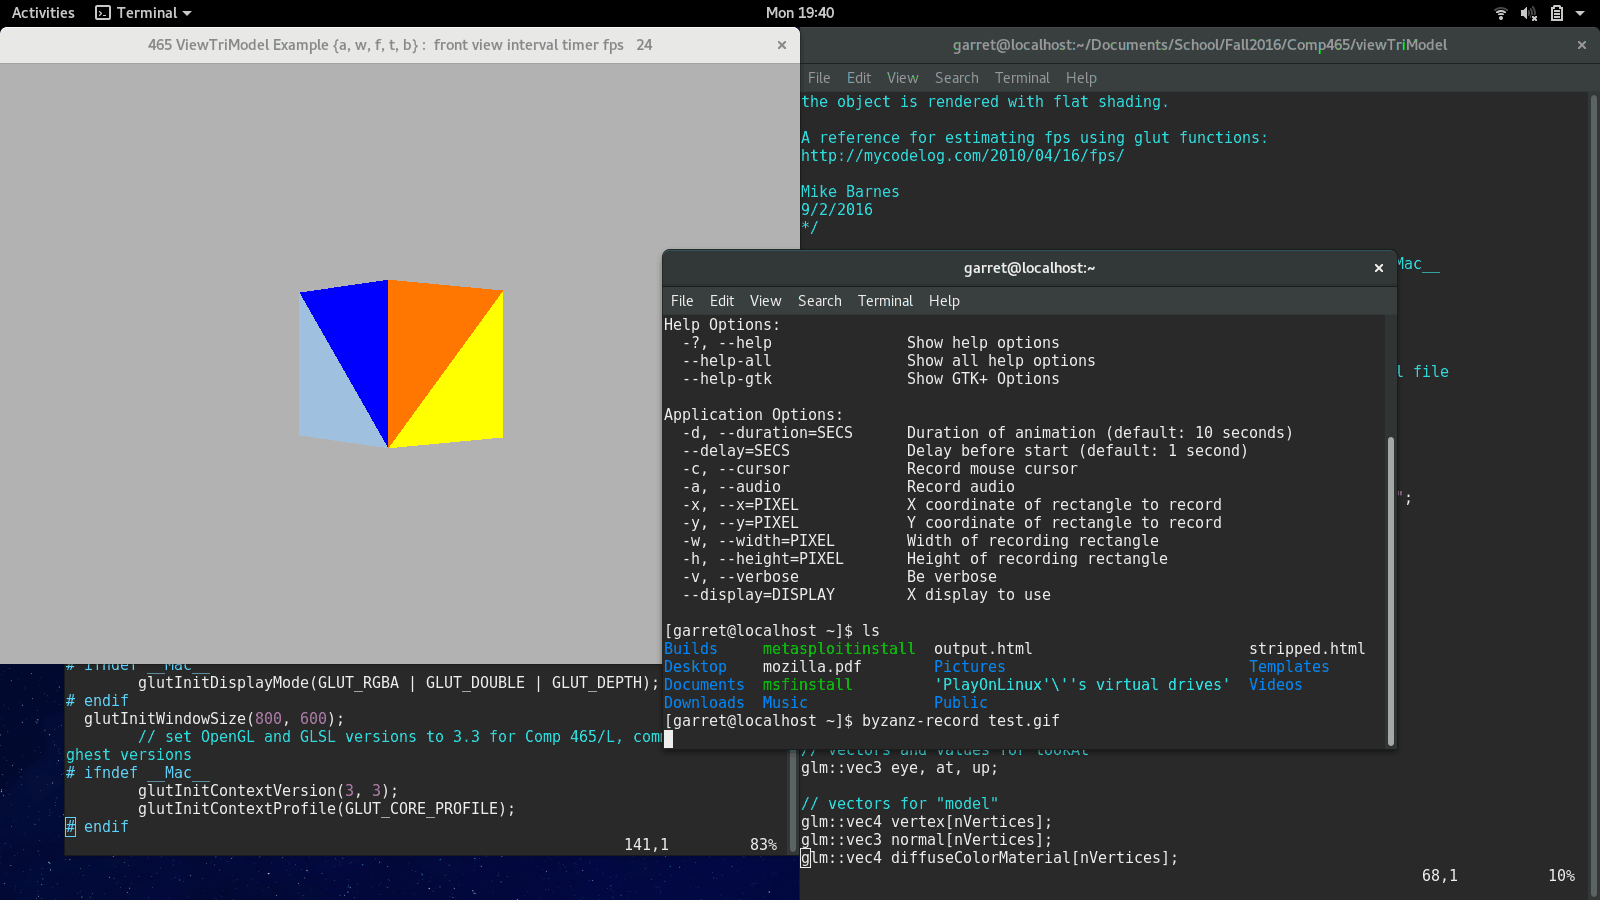 Activities Terminal Mon 19:40
465 ViewTriModel Example {a, w, f, t, b} : front view interval timer fps 24
garret@localhost:~/Documents/School/Fall2016/Comp465/viewTriModel
File Edit View Search Terminal Help
the object is rendered with flat shading.
A reference for estimating fps using glut functions:
http://mycodelog.com/2010/04/16/fps/
Mike Barnes
9/2/2016
*/
Mac__
l file
";
garret@localhost:~
File Edit View Search Terminal Help
Help Options:
-?, --help Show help options
--help-all Show all help options
--help-gtk Show GTK+ Options
Application Options:
-d, --duration=SECS Duration of animation (default: 10 seconds)
--delay=SECS Delay before start (default: 1 second)
-c, --cursor Record mouse cursor
-a, --audio Record audio
-x, --x=PIXEL X coordinate of rectangle to record
-y, --y=PIXEL Y coordinate of rectangle to record
-w, --width=PIXEL Width of recording rectangle
-h, --height=PIXEL Height of recording rectangle
-v, --verbose Be verbose
--display=DISPLAY X display to use
[garret@localhost ~]$ ls
Builds metasploitinstall output.html stripped.html
Desktop mozilla.pdf Pictures Templates
Documents msfinstall 'PlayOnLinux'\''s virtual drives' Videos
Downloads Music Public
[garret@localhost ~]$ byzanz-record test.gif
# ifndef __Mac__
glutInitDisplayMode(GLUT_RGBA | GLUT_DOUBLE | GLUT_DEPTH);
# endif
glutInitWindowSize(800, 600);
// set OpenGL and GLSL versions to 3.3 for Comp 465/L, com
ghest versions
# ifndef __Mac__
glutInitContextVersion(3, 3);
glutInitContextProfile(GLUT_CORE_PROFILE);
# endif
141,1 83%
// vectors and values for lookAt
glm::vec3 eye, at, up;
// vectors for "model"
glm::vec4 vertex[nVertices];
glm::vec3 normal[nVertices];
glm::vec4 diffuseColorMaterial[nVertices];
68,1 10%